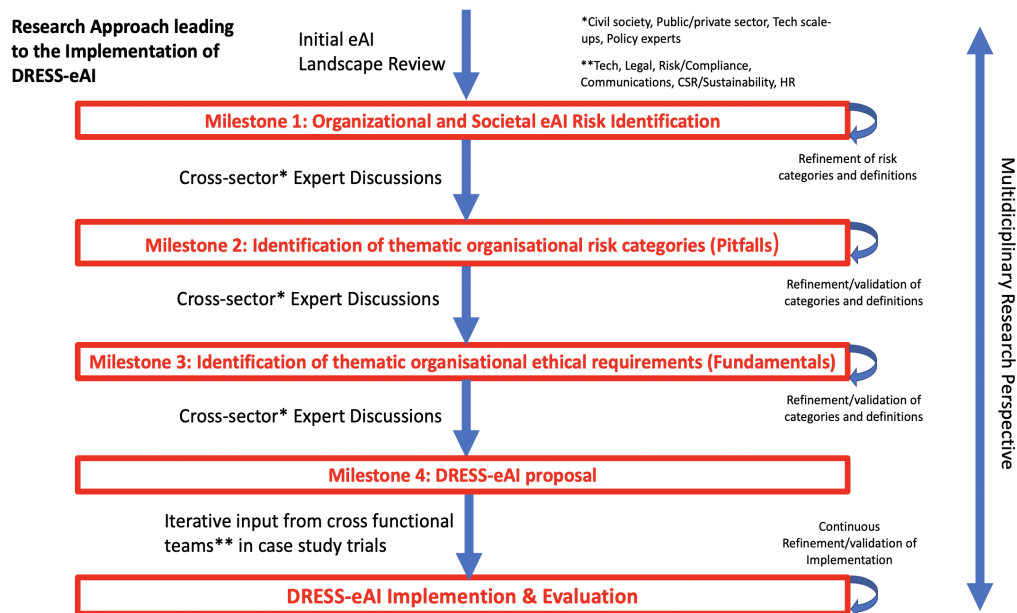 Research Approach leading
to the Implementation of
DRESS-eAI
Initial eAI
Landscape Review
*Civil society, Public/private sector, Tech scale-
ups, Policy experts
**Tech, Legal, Risk/Compliance,
Communications, CSR/Sustainability, HR
Milestone 1: Organizational and Societal eAI Risk Identification
Refinement of risk
categories and definitions
Cross-sector* Expert Discussions
Milestone 2: Identification of thematic organisational risk categories (Pitfalls)
Refinement/validation of
categories and definitions
Cross-sector* Expert Discussions
Milestone 3: Identification of thematic organisational ethical requirements (Fundamentals)
Refinement/validation of
categories and definitions
Cross-sector* Expert Discussions
Milestone 4: DRESS-eAI proposal
Iterative input from cross functional
teams** in case study trials
Continuous
Refinement/validation of
Implementation
DRESS-eAI Implemention & Evaluation
Multidiciplinary Research Perspective